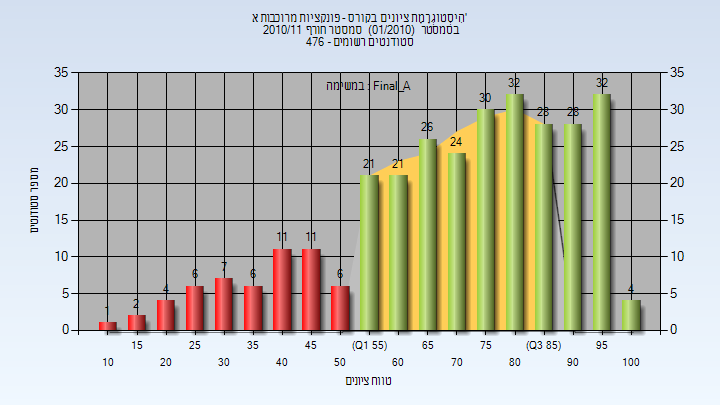 היסטוגרמת ציונים בקורס - פונקציות מרוכבות א'
בסמסטר (01/2010) סמסטר חורף 2010/11
סטודנטים רשומים - 476
במשימה : Final_A
מספר סטודנטים
35 35
30 30
25 25
20 20
15 15
10 10
5 5
0 0
1 2 4 6 7 6 11 11 6 21 21 26 24 30 32 28 28 32 4
15 25 35 45 (Q1 55) 65 75 (Q3 85) 95
10 20 30 40 50 60 70 80 90 100
טווח ציונים